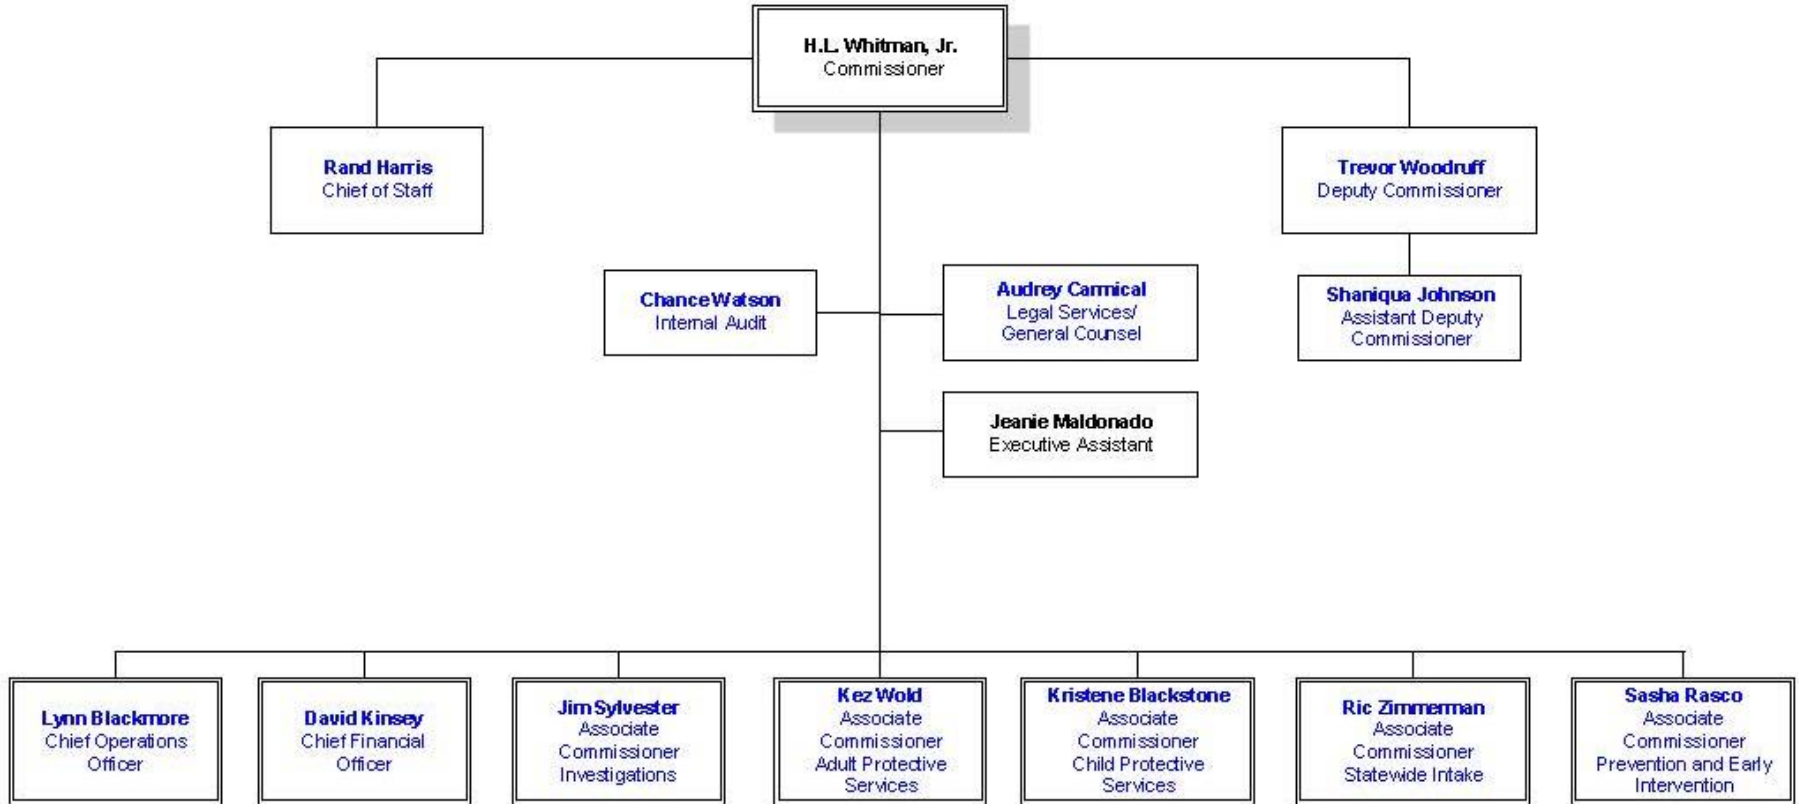 H.L. Whitman, Jr.
Commissioner
Rand Harris
Chief of Staff
Trevor Woodruff
Deputy Commissioner
Chance Watson
Internal Audit
Audrey Carmical
Legal Services/
General Counsel
Shaniqua Johnson
Assistant Deputy
Commissioner
Jeanie Maldonado
Executive Assistant
Lynn Blackmore
Chief Operations
Officer
David Kinsey
Chief Financial
Officer
Jim Sylvester
Associate
Commissioner
Investigations
Kez Wold
Associate
Commissioner
Adult Protective
Services
Kristene Blackstone
Associate
Commissioner
Child Protective
Services
Ric Zimmerman
Associate
Commissioner
Statewide Intake
Sasha Rasco
Associate
Commissioner
Prevention and Early
Intervention